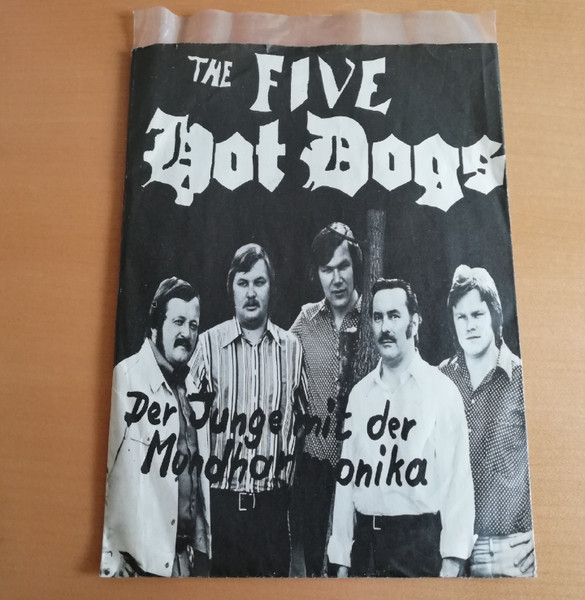 THE FIVE
Hot Dogs
Der Junge mit der
Mundharmonika